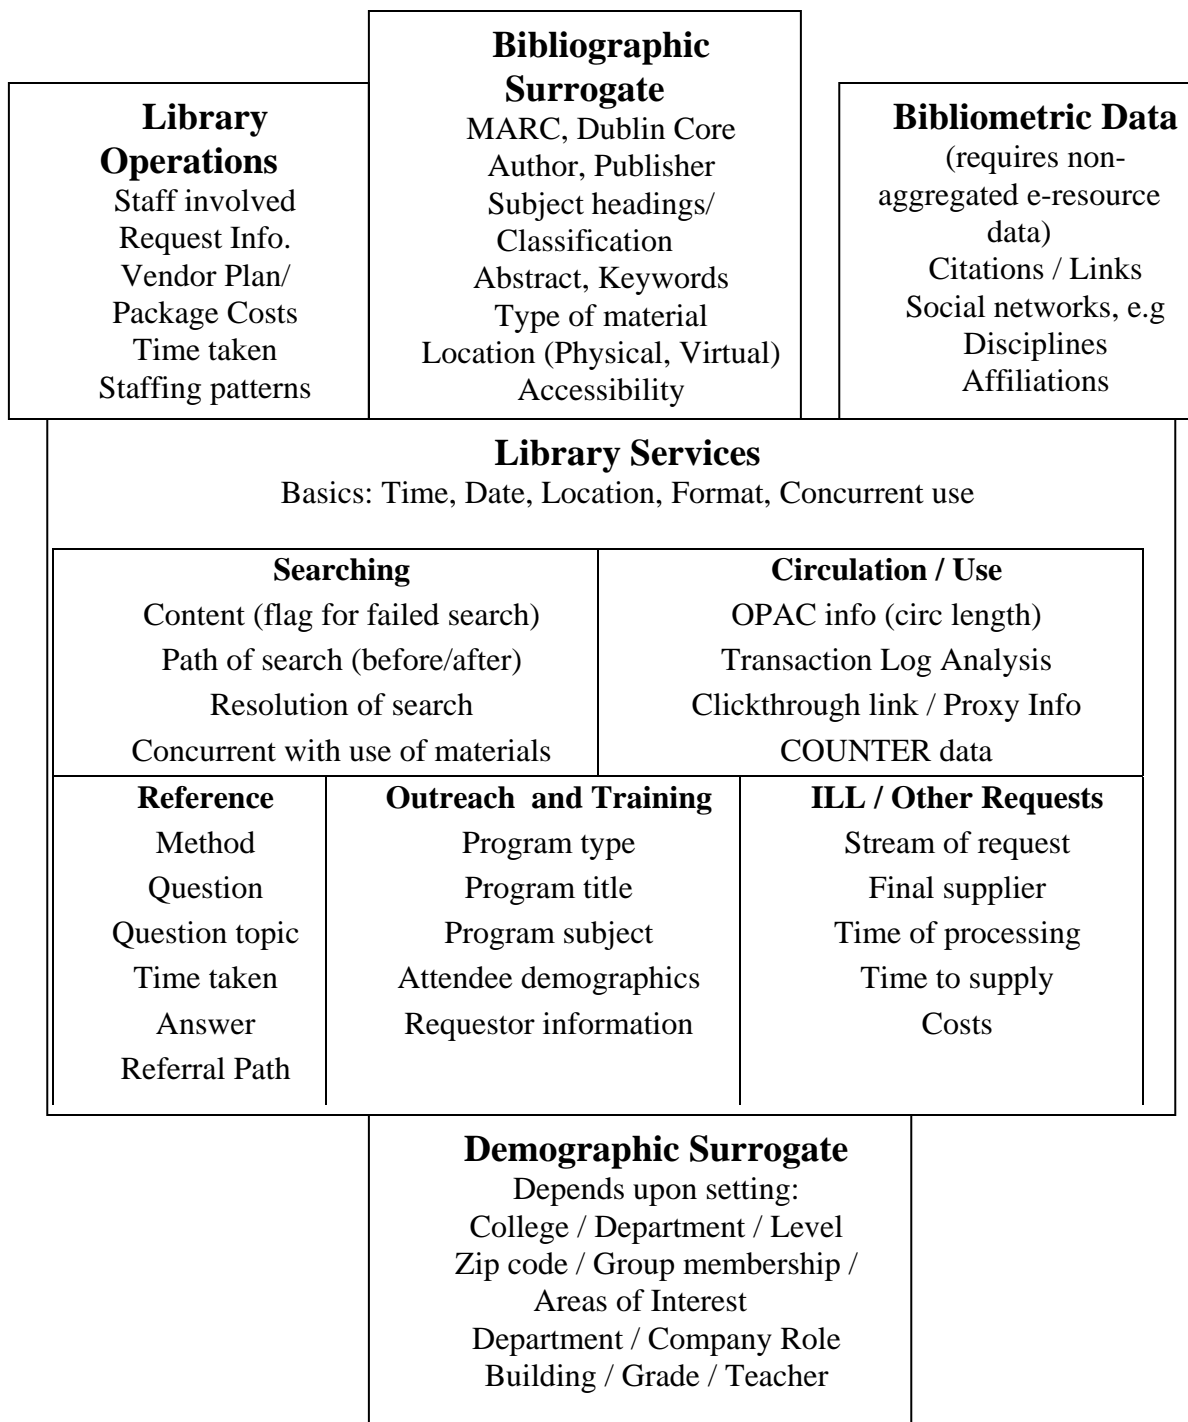 Library
Operations
Staff involved
Request Info.
Vendor Plan/
Package Costs
Time taken
Staffing patterns
Bibliographic
Surrogate
MARC, Dublin Core
Author, Publisher
Subject headings/
Classification
Abstract, Keywords
Type of material
Location (Physical, Virtual)
Accessibility
Bibliometric Data
(requires non-
aggregated e-resource
data)
Citations / Links
Social networks, e.g
Disciplines
Affiliations
Library Services
Basics: Time, Date, Location, Format, Concurrent use
Searching
Content (flag for failed search)
Path of search (before/after)
Resolution of search
Concurrent with use of materials
Circulation / Use
OPAC info (circ length)
Transaction Log Analysis
Clickthrough link / Proxy Info
COUNTER data
Reference
Method
Question
Question topic
Time taken
Answer
Referral Path
Outreach and Training
Program type
Program title
Program subject
Attendee demographics
Requestor information
ILL / Other Requests
Stream of request
Final supplier
Time of processing
Time to supply
Costs
Demographic Surrogate
Depends upon setting:
College / Department / Level
Zip code / Group membership /
Areas of Interest
Department / Company Role
Building / Grade / Teacher